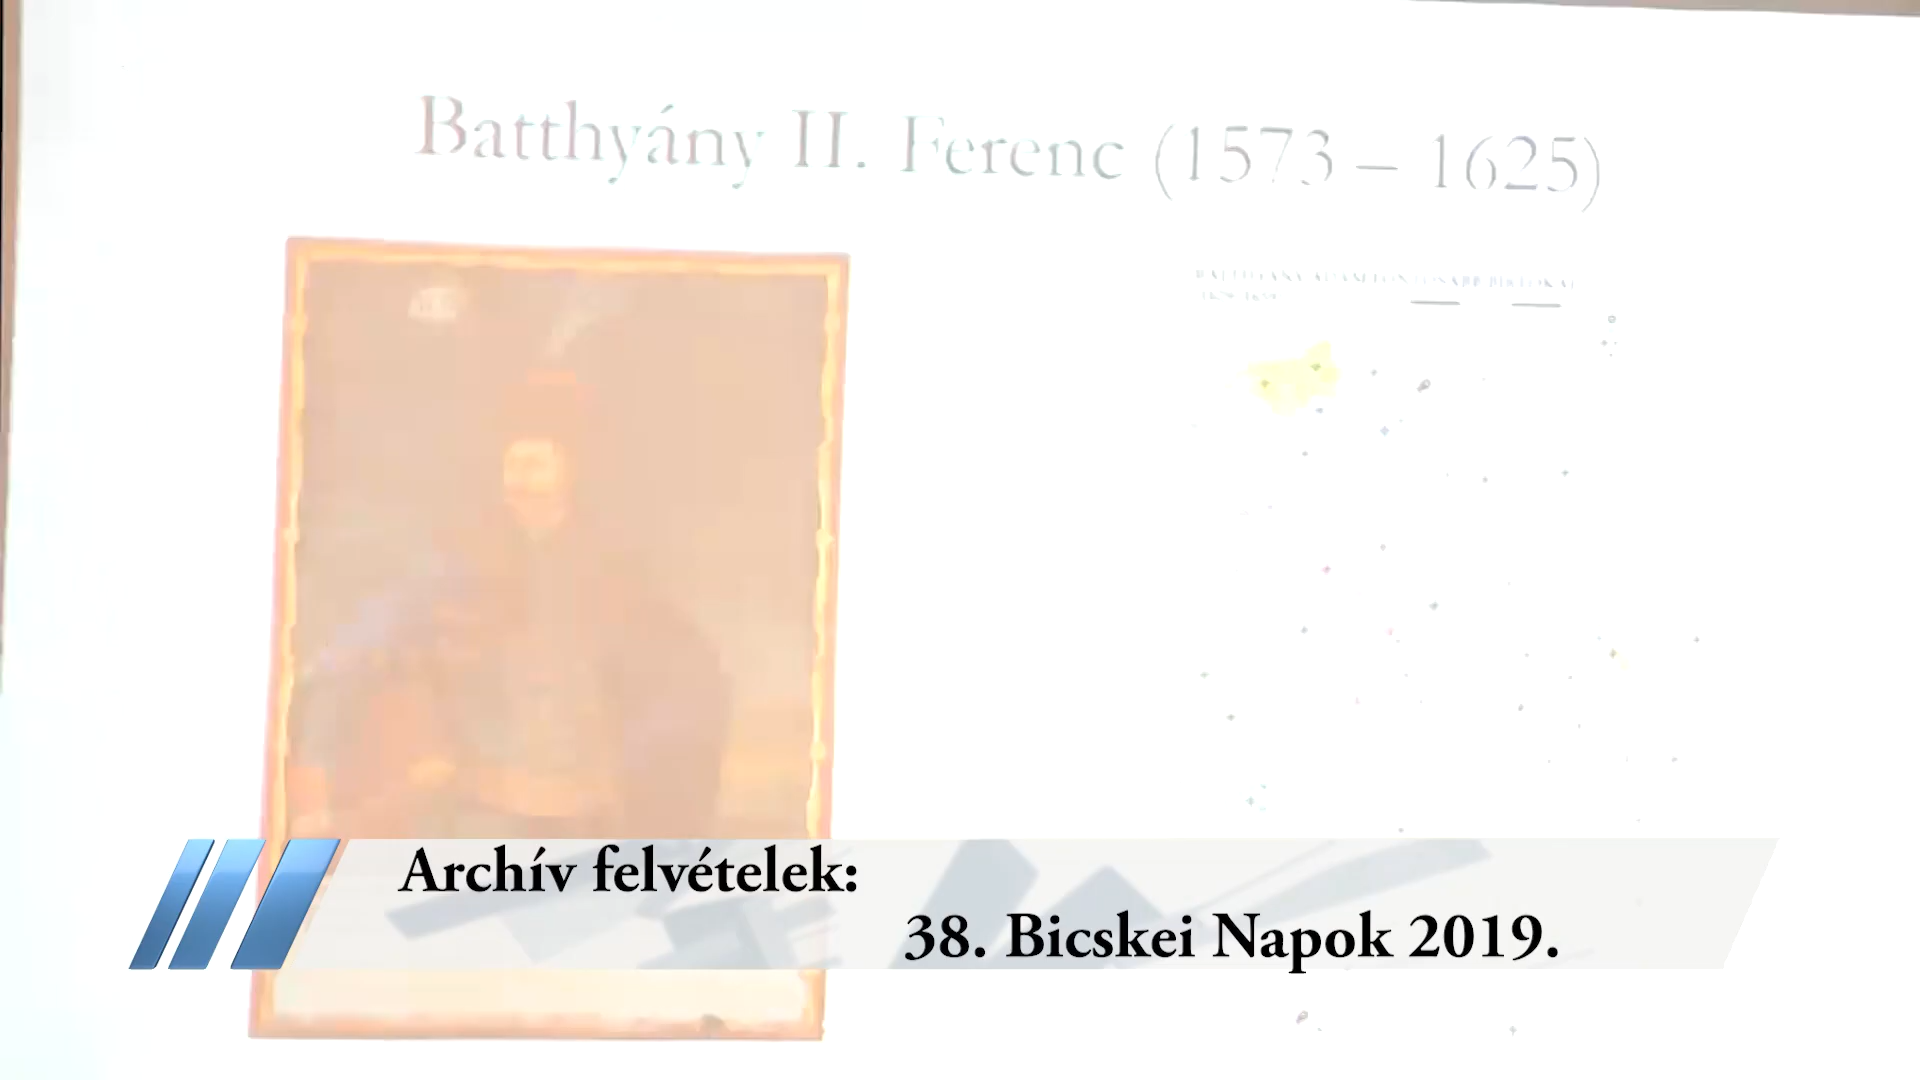 Batthyány II. Ferenc (1573 – 1625)
Archív felvételek:
38. Bicskei Napok 2019.